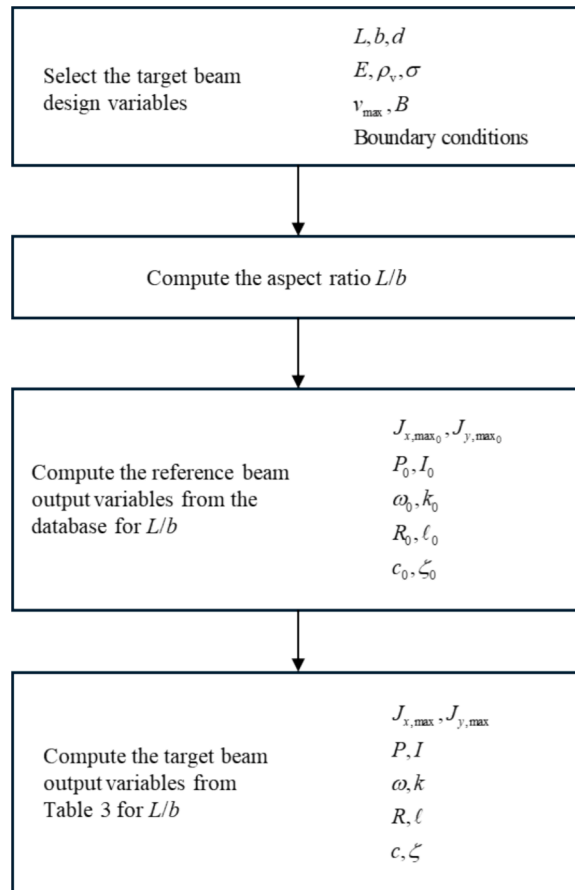 Select the target beam
design variables
L, b, d
E, ρ_v, σ
v_max, B
Boundary conditions
Compute the aspect ratio L/b
Compute the reference beam
output variables from the
database for L/b
J_x,max_0, J_y,max_0
P_0, I_0
ω_0, k_0
R_0, ℓ_0
c_0, ζ_0
Compute the target beam
output variables from
Table 3 for L/b
J_x,max, J_y,max
P, I
ω, k
R, ℓ
c, ζ